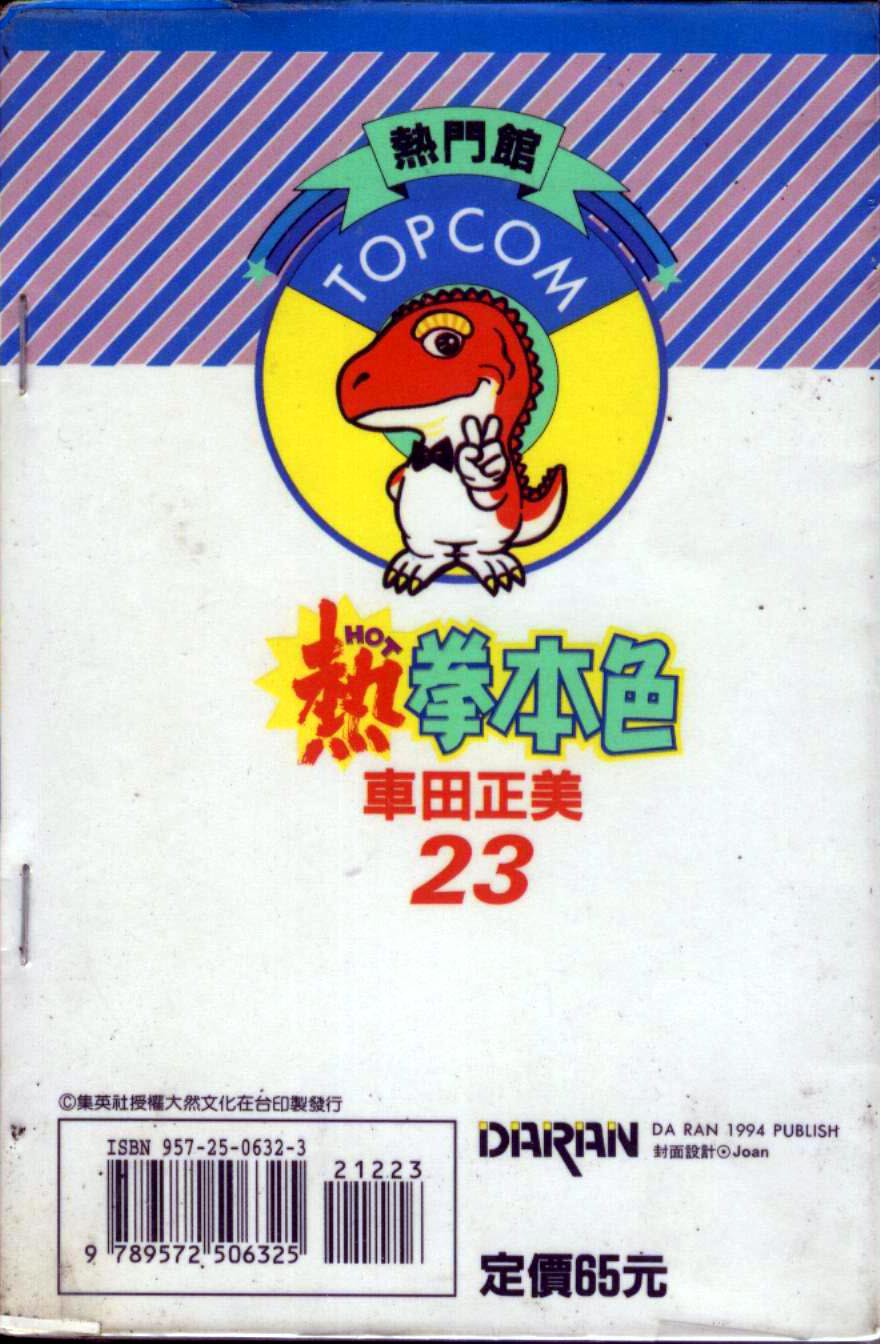 熱門館
TOPCOM
HOT
熱拳本色
車田正美
23
©集英社授權大然文化在台印製發行
ISBN 957-25-0632-3
21223
9 789572 506325
DARAN
DA RAN 1994 PUBLISH
封面設計⊙Joan
定價65元